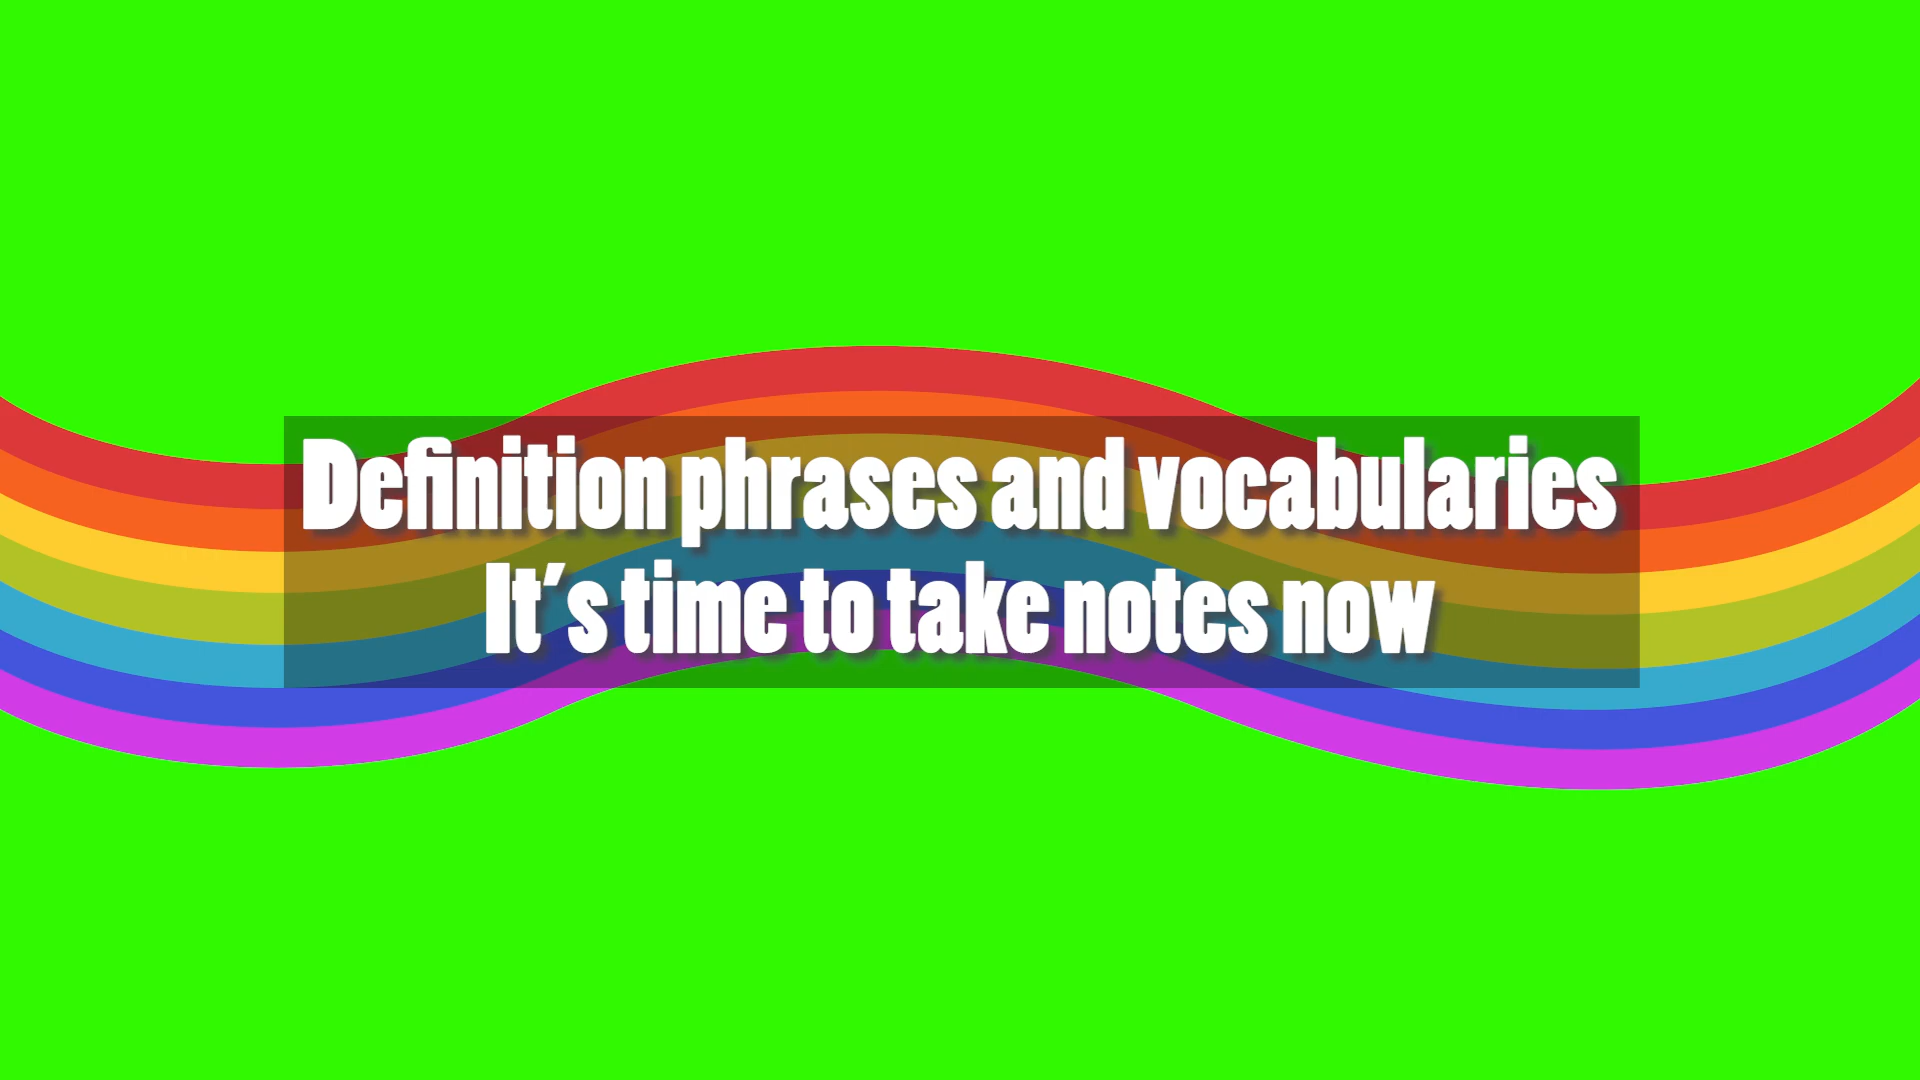 Definition phrases and vocabularies
It's time to take notes now